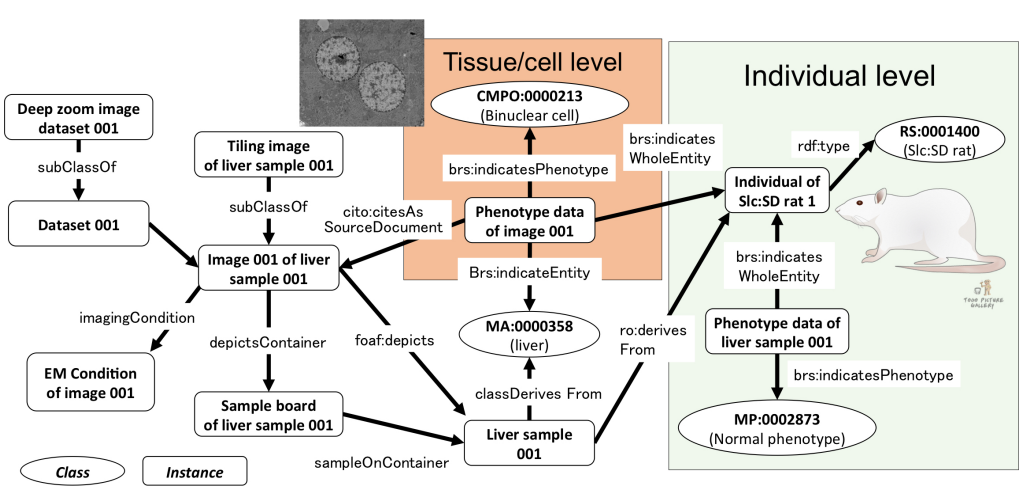 Tissue/cell level
Individual level
CMPO:0000213
(Binuclear cell)
Deep zoom image
dataset 001
Tiling image
of liver sample 001
brs:indicates
WholeEntity
rdf:type
RS:0001400
(Slc:SD rat)
subClassOf
brs:indicatesPhenotype
Individual of
Slc:SD rat 1
subClassOf
cito:citesAs
SourceDocument
Phenotype data
of image 001
Dataset 001
Image 001 of liver
sample 001
Brs:indicateEntity
brs:indicates
WholeEntity
TOGO PICTURE
GALLERY
imagingCondition
depictsContainer
foaf:depicts
MA:0000358
(liver)
ro:derives
From
Phenotype data of
liver sample 001
EM Condition
of image 001
classDerives From
brs:indicatesPhenotype
Sample board
of liver sample 001
Liver sample
001
MP:0002873
(Normal phenotype)
sampleOnContainer
Class
Instance